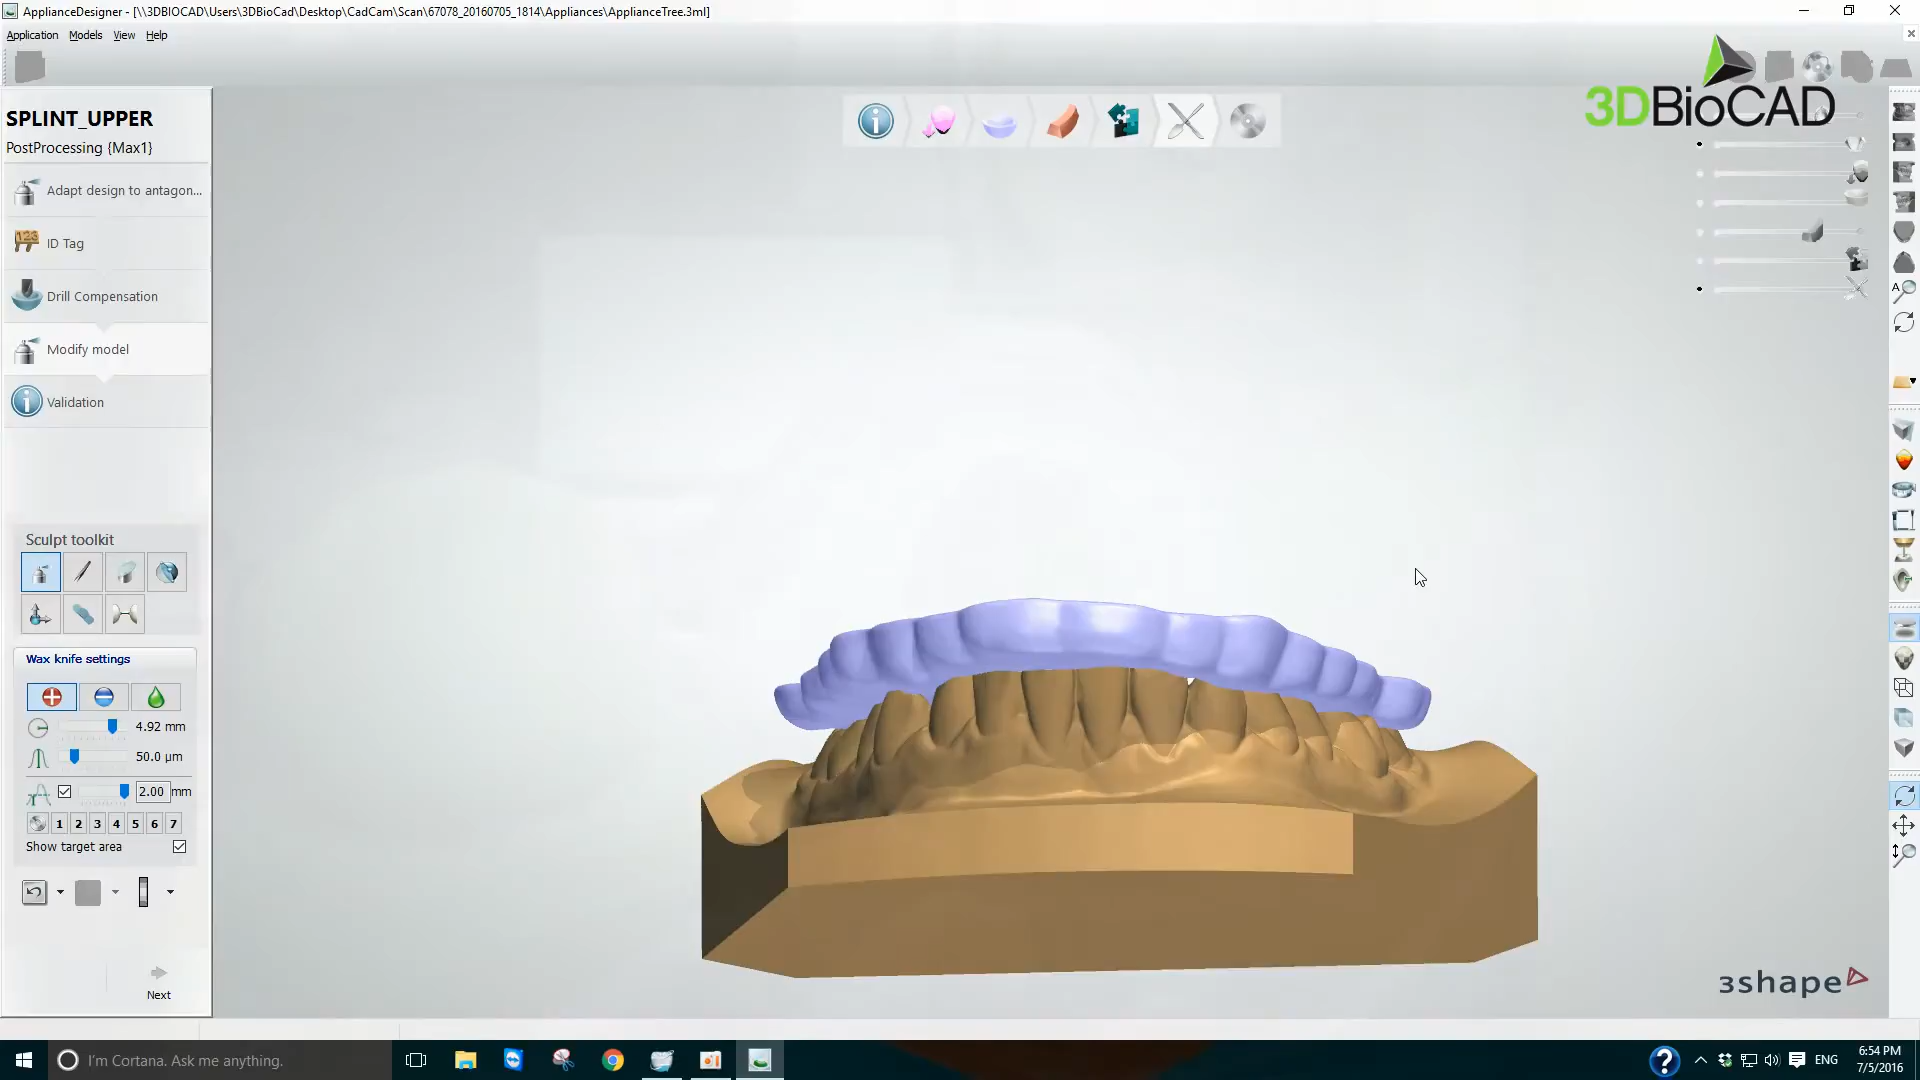 ApplianceDesigner - [\\3DBIOCAD\Users\3DBioCad\Desktop\CadCam\Scan\67078_20160705_1814\Appliances\ApplianceTree.3ml]
Application Models View Help
3DBioCAD
SPLINT_UPPER
PostProcessing {Max1}
Adapt design to antagon...
123
ID Tag
Drill Compensation
Modify model
Validation
A
Sculpt toolkit
Wax knife settings
4.92 mm
50.0 µm
2.00 mm
1 2 3 4 5 6 7
Show target area
Next
3shape
I'm Cortana. Ask me anything.
ENG
6:54 PM
7/5/2016